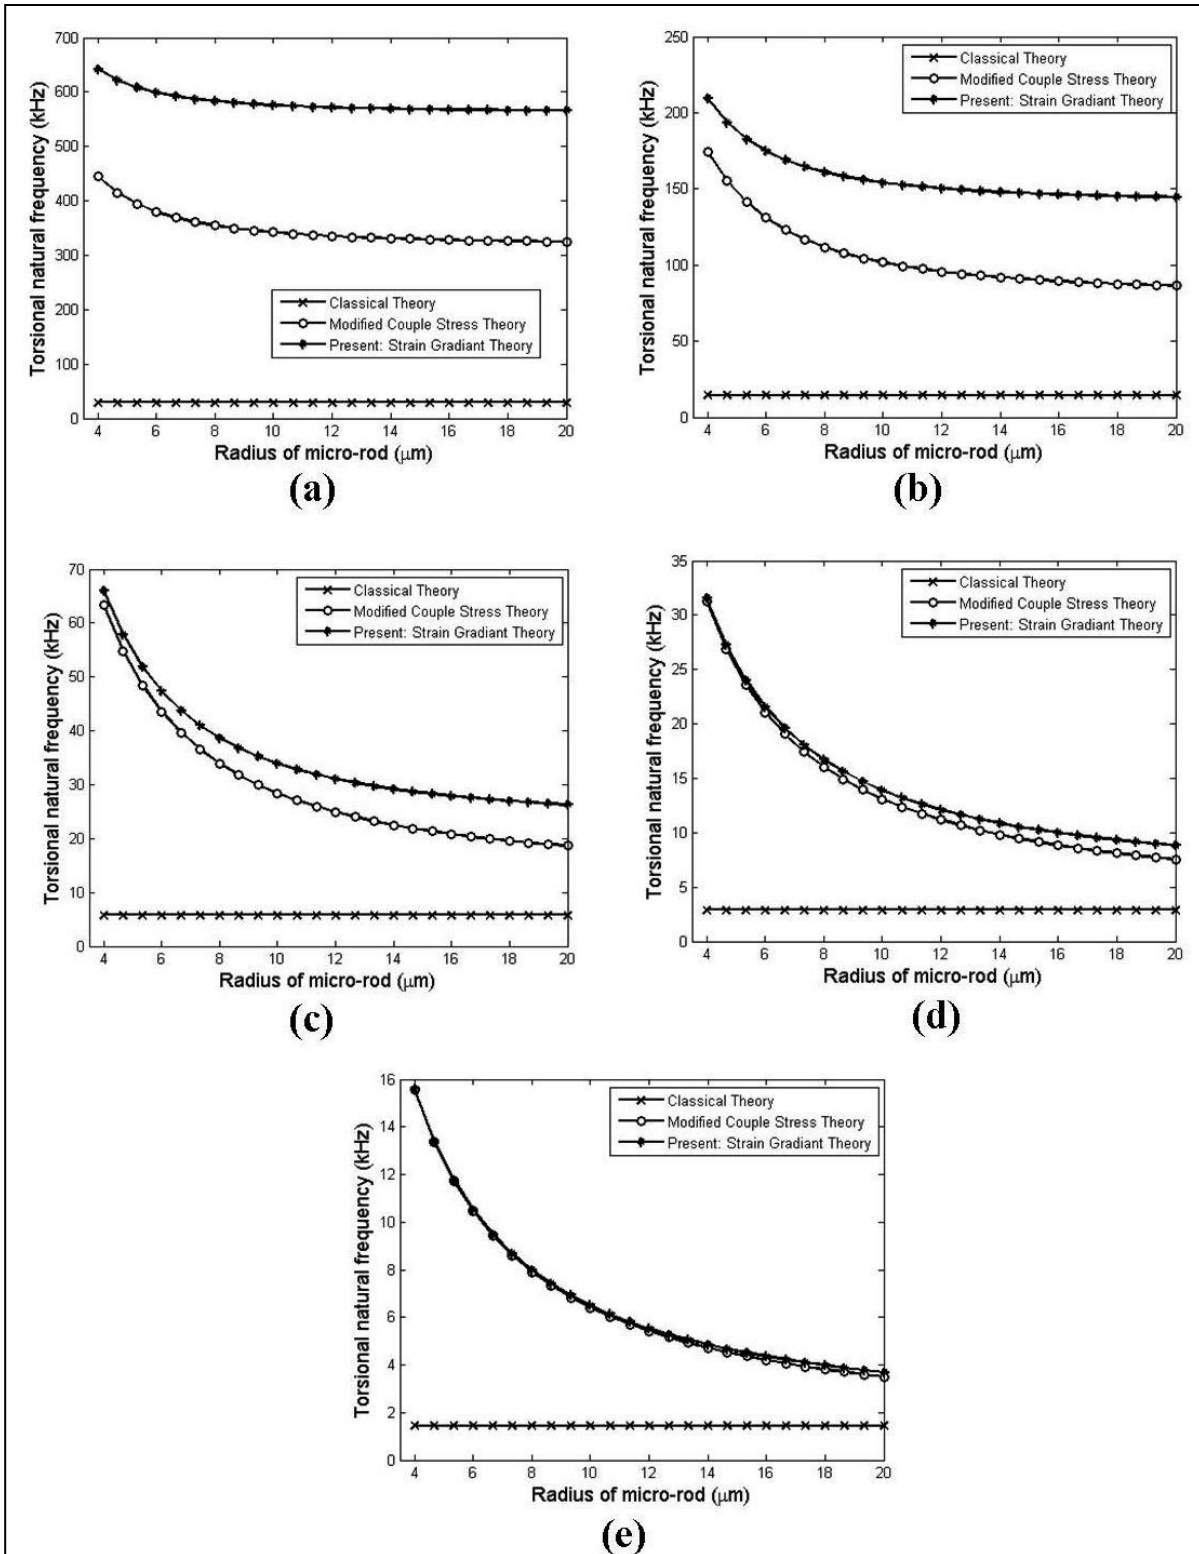 700
600
500
400
300
200
100
0
Torsional natural frequency (kHz)
Classical Theory
Modified Couple Stress Theory
Present: Strain Gradiant Theory
4 6 8 10 12 14 16 18 20
Radius of micro-rod (μm)
(a)
250
200
150
100
50
0
Torsional natural frequency (kHz)
Classical Theory
Modified Couple Stress Theory
Present: Strain Gradiant Theory
4 6 8 10 12 14 16 18 20
Radius of micro-rod (μm)
(b)
70
60
50
40
30
20
10
0
Torsional natural frequency (kHz)
Classical Theory
Modified Couple Stress Theory
Present: Strain Gradiant Theory
4 6 8 10 12 14 16 18 20
Radius of micro-rod (μm)
(c)
35
30
25
20
15
10
5
0
Torsional natural frequency (kHz)
Classical Theory
Modified Couple Stress Theory
Present: Strain Gradiant Theory
4 6 8 10 12 14 16 18 20
Radius of micro-rod (μm)
(d)
16
14
12
10
8
6
4
2
0
Torsional natural frequency (kHz)
Classical Theory
Modified Couple Stress Theory
Present: Strain Gradiant Theory
4 6 8 10 12 14 16 18 20
Radius of micro-rod (μm)
(e)